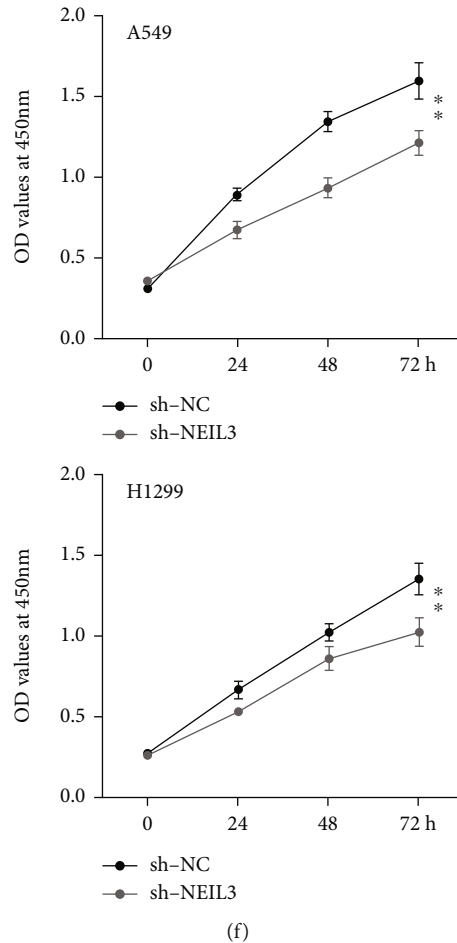 A549
OD values at 450nm
2.0
1.5
1.0
0.5
0.0
0 24 48 72 h
**
sh–NC
sh–NEIL3
H1299
OD values at 450nm
2.0
1.5
1.0
0.5
0.0
0 24 48 72 h
**
sh–NC
sh–NEIL3
(f)